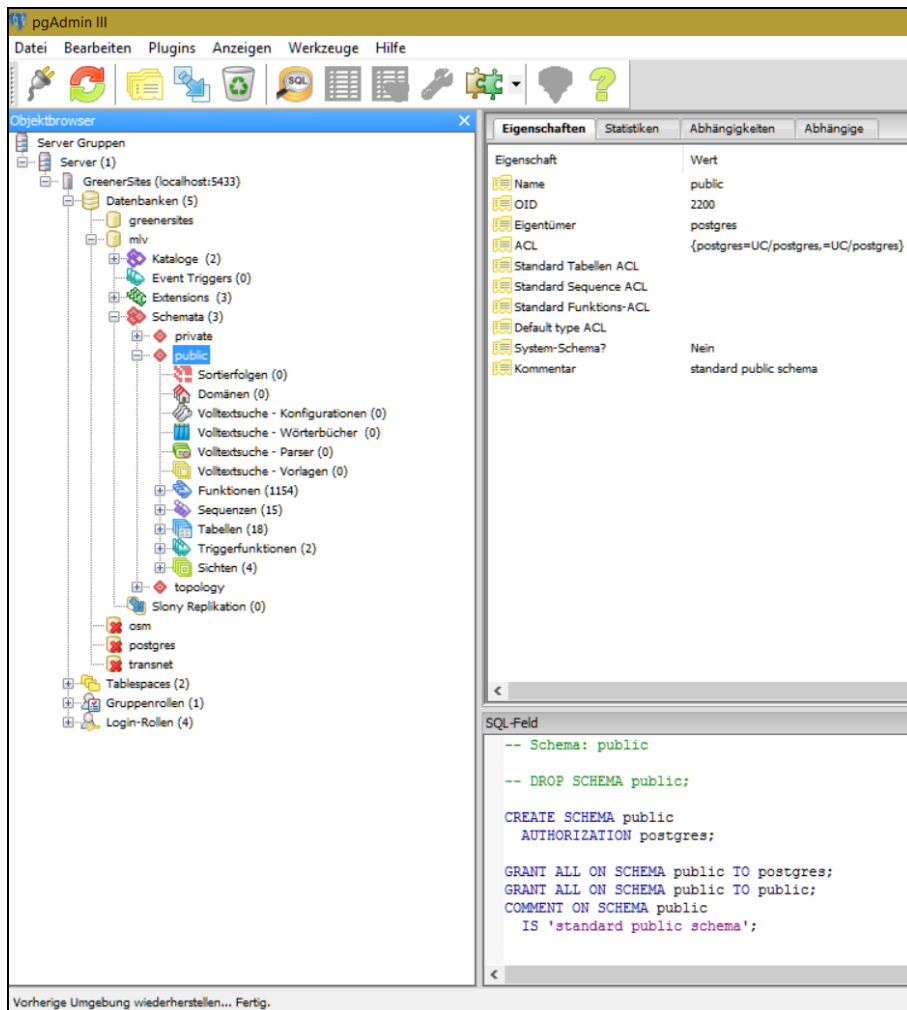 pgAdmin III
Datei Bearbeiten Plugins Anzeigen Werkzeuge Hilfe
SQL
Objektbrowser
Server Gruppen
Server (1)
GreenerSites (localhost:5433)
Datenbanken (5)
greenersites
mlv
Kataloge (2)
Event Triggers (0)
Extensions (3)
Schemata (3)
private
public
Sortierfolgen (0)
Domänen (0)
Volltextsuche - Konfigurationen (0)
Volltextsuche - Wörterbücher (0)
Volltextsuche - Parser (0)
Volltextsuche - Vorlagen (0)
Funktionen (1154)
Sequenzen (15)
Tabellen (18)
Triggerfunktionen (2)
Sichten (4)
topology
Slony Replikation (0)
osm
postgres
transnet
Tablespaces (2)
Gruppenrollen (1)
Login-Rollen (4)
Eigenschaften Statistiken Abhängigkeiten Abhängige
Eigenschaft Wert
Name public
OID 2200
Eigentümer postgres
ACL {postgres=UC/postgres,=UC/postgres}
Standard Tabellen ACL
Standard Sequence ACL
Standard Funktions-ACL
Default type ACL
System-Schema? Nein
Kommentar standard public schema
SQL-Feld
-- Schema: public
-- DROP SCHEMA public;
CREATE SCHEMA public
AUTHORIZATION postgres;
GRANT ALL ON SCHEMA public TO postgres;
GRANT ALL ON SCHEMA public TO public;
COMMENT ON SCHEMA public
IS 'standard public schema';
Vorherige Umgebung wiederherstellen... Fertig.